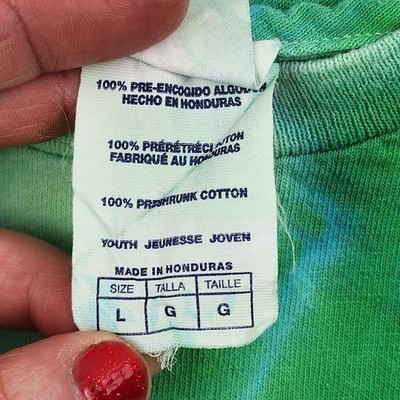 100% PRE-ENCOGIDO ALGODON
HECHO EN HONDURAS
100% PRÉRÉTRÉCI COTON
FABRIQUÉ AU HONDURAS
100% PRESHRUNK COTTON
YOUTH JEUNESSE JOVEN
MADE IN HONDURAS
SIZE TALLA TAILLE
L G G